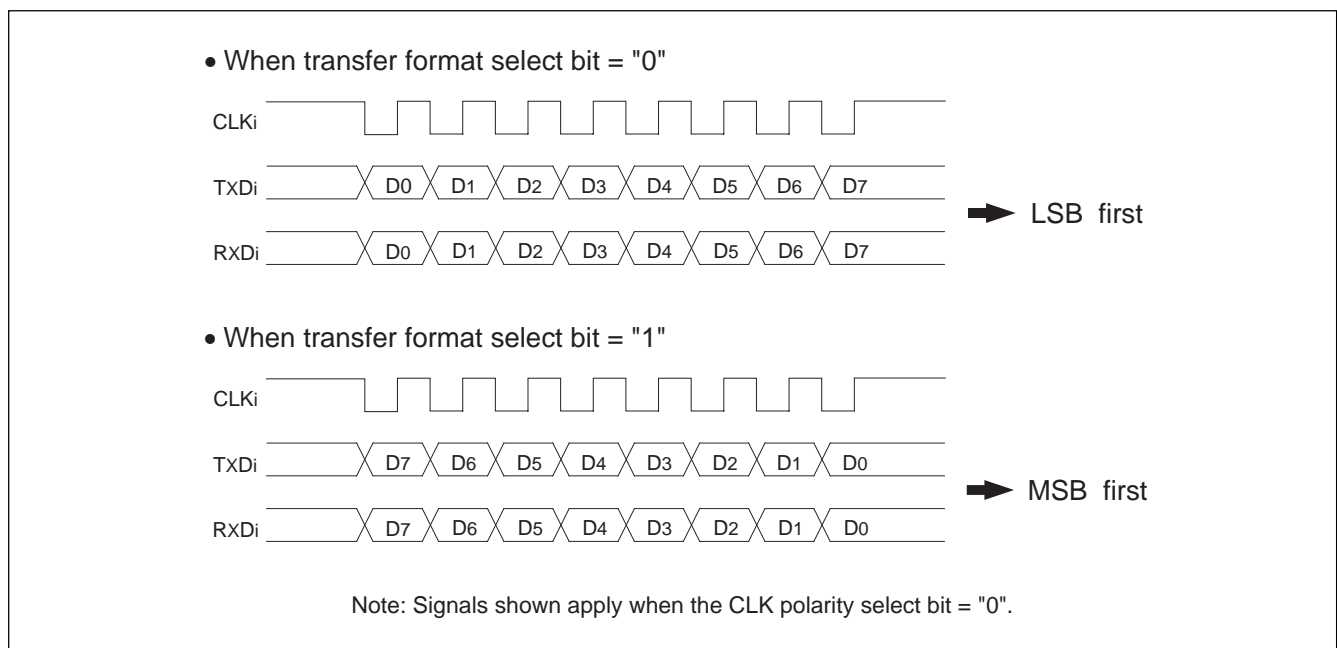 • When transfer format select bit = "0"
CLKi
TXDi D0 D1 D2 D3 D4 D5 D6 D7
LSB first
RXDi D0 D1 D2 D3 D4 D5 D6 D7
• When transfer format select bit = "1"
CLKi
TXDi D7 D6 D5 D4 D3 D2 D1 D0
MSB first
RXDi D7 D6 D5 D4 D3 D2 D1 D0
Note: Signals shown apply when the CLK polarity select bit = "0".